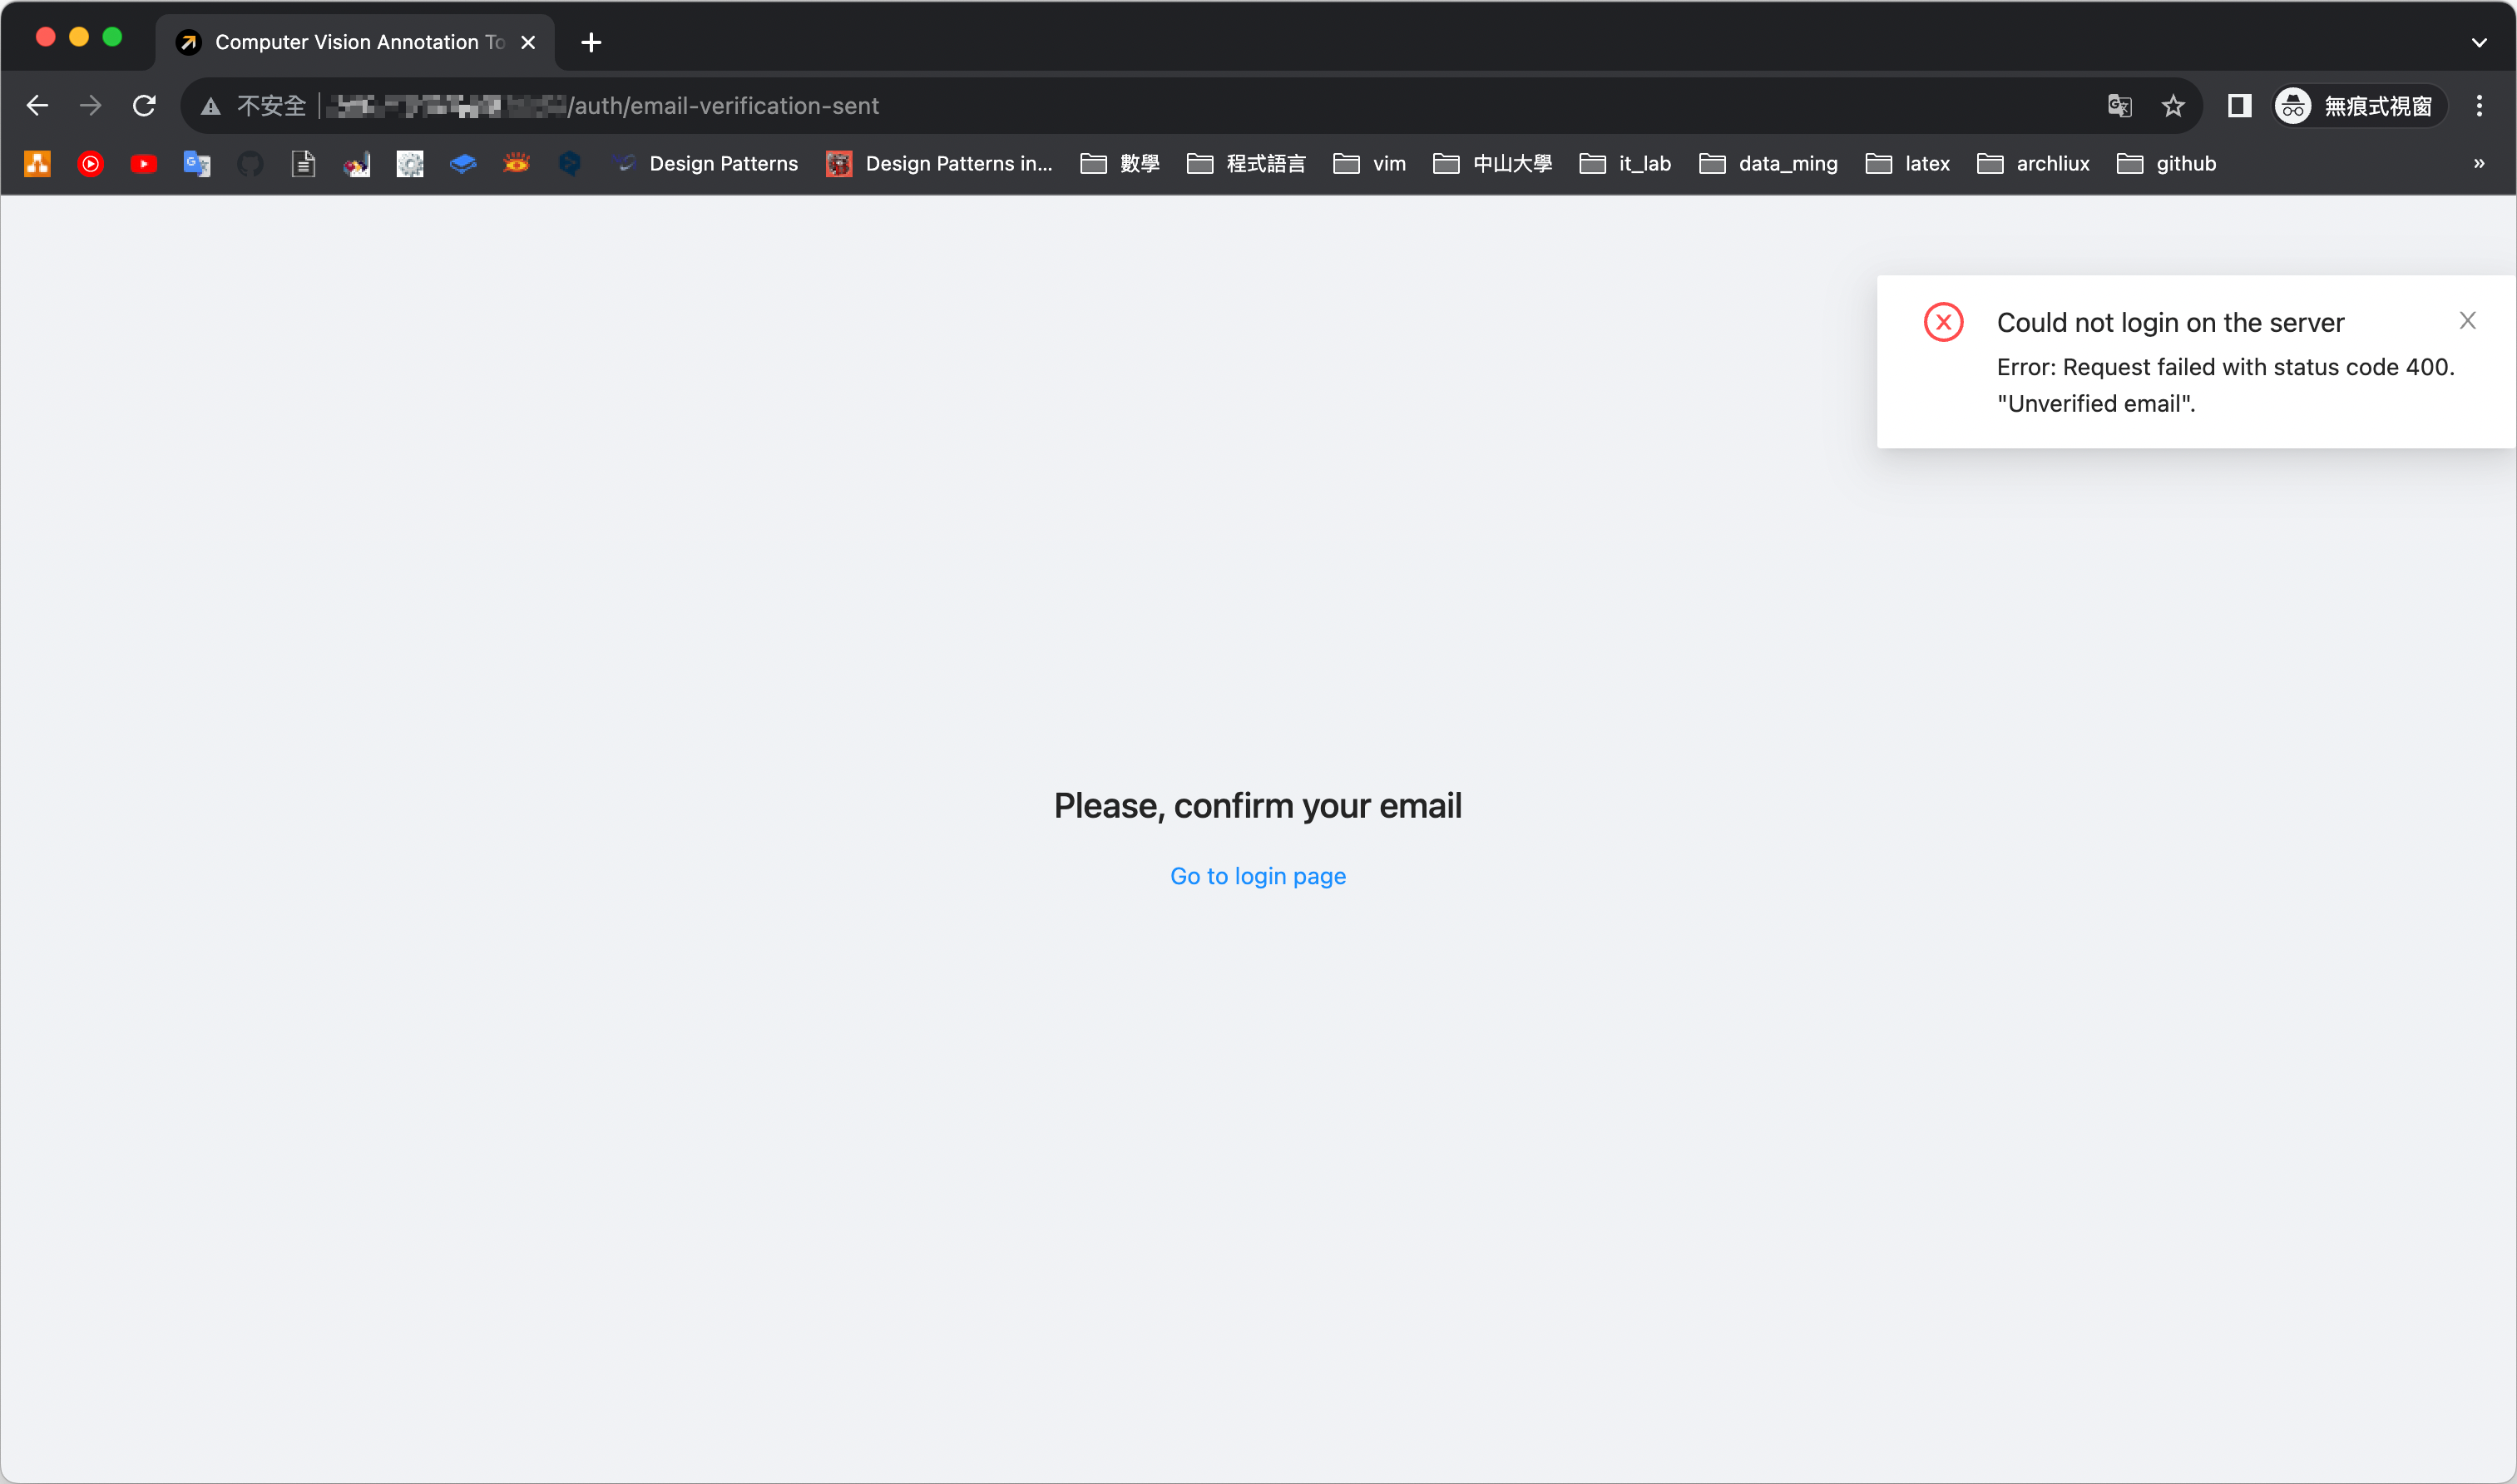 Computer Vision Annotation To
不安全
/auth/email-verification-sent
無痕式視窗
Design Patterns
Design Patterns in...
數學
程式語言
vim
中山大學
it_lab
data_ming
latex
archliux
github
»
Could not login on the server
Error: Request failed with status code 400.
"Unverified email".
Please, confirm your email
Go to login page